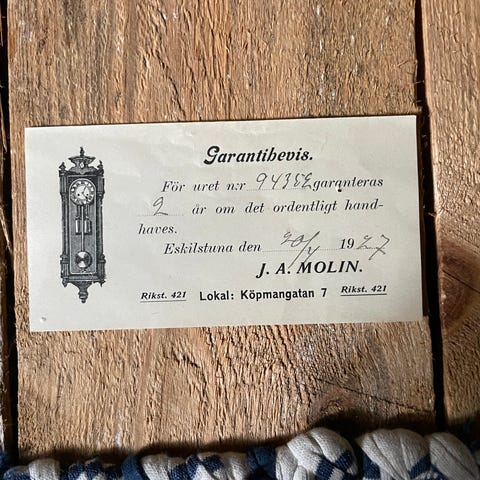 Garantibevis.
För uret n:r 94352 garanteras
2 år om det ordentligt hand-
haves.
Eskilstuna den 20/ 1927
J. A. MOLIN.
Rikst. 421 Lokal: Köpmangatan 7 Rikst. 421